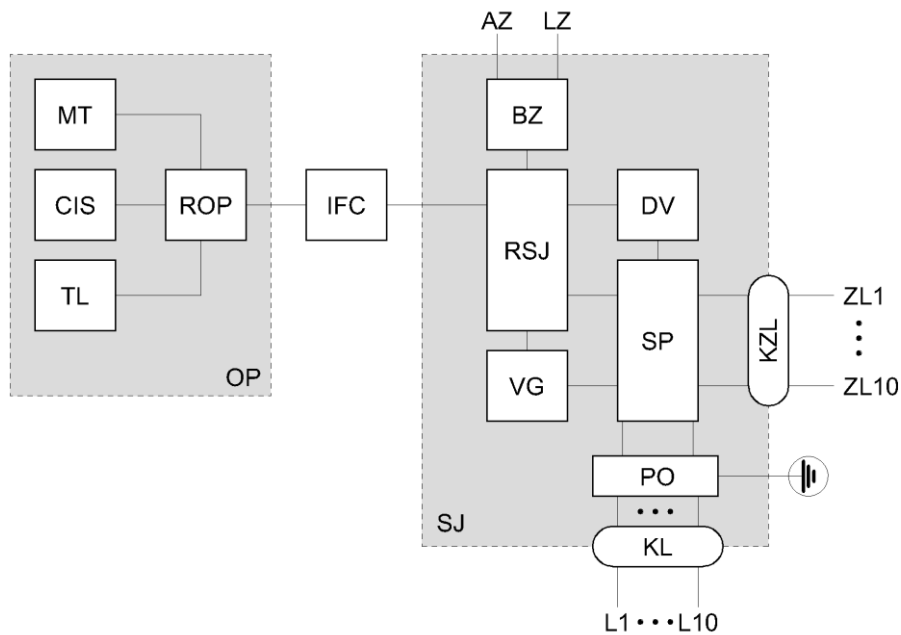 AZ LZ
MT
BZ
CIS
ROP
IFC
RSJ
DV
TL
SP
KZL
ZL1
ZL10
VG
OP
PO
SJ
KL
L1 L10